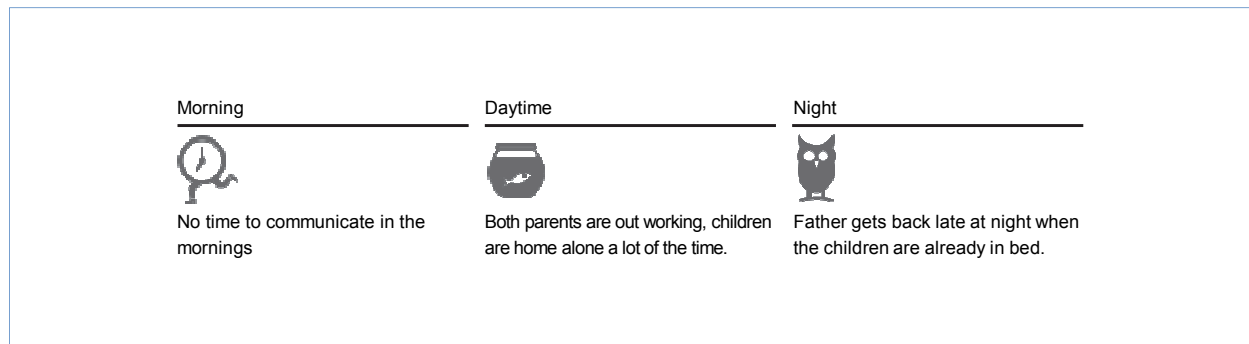 Morning
No time to communicate in the
mornings
Daytime
Both parents are out working, children
are home alone a lot of the time.
Night
Father gets back late at night when
the children are already in bed.